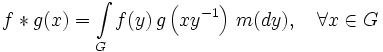 f * g(x) = ∫_G f(y) g(xy⁻¹) m(dy), ∀x ∈ G